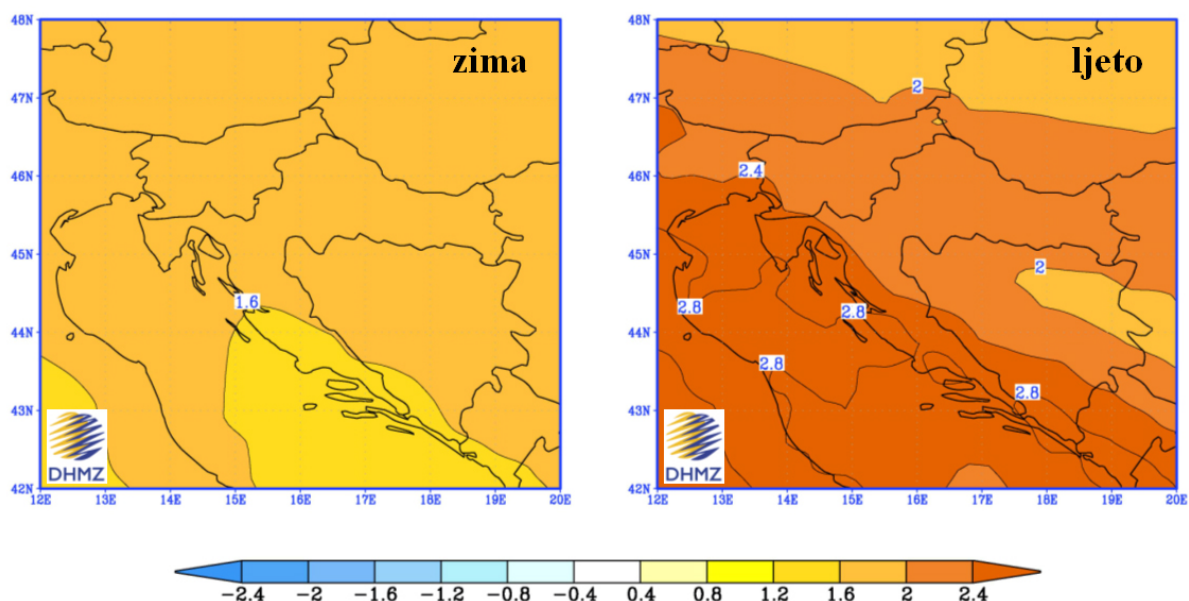 zima
48N
47N
46N
45N
44N
43N
42N
1.6
DHMZ
12E 13E 14E 15E 16E 17E 18E 19E 20E
ljeto
48N
47N
46N
45N
44N
43N
42N
2
2.4
2
2.8
2.8
2.8
2.8
DHMZ
12E 13E 14E 15E 16E 17E 18E 19E 20E
−2.4 −2 −1.6 −1.2 −0.8 −0.4 0.4 0.8 1.2 1.6 2 2.4